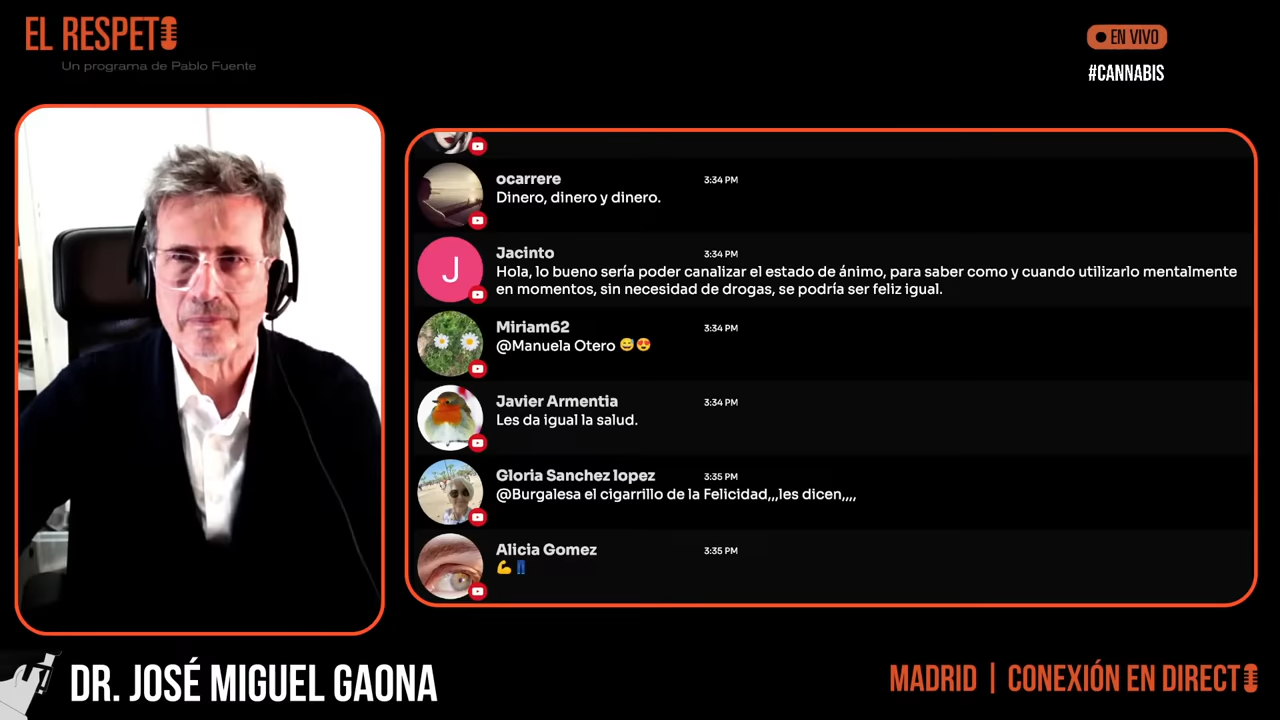 EL RESPETO
Un programa de Pablo Fuente
EN VIVO
#CANNABIS
ocarrere 3:34 PM
Dinero, dinero y dinero.
J
Jacinto 3:34 PM
Hola, lo bueno sería poder canalizar el estado de ánimo, para saber como y cuando utilizarlo mentalmente
en momentos, sin necesidad de drogas, se podría ser feliz igual.
Miriam62 3:34 PM
@Manuela Otero 😅😍
Javier Armentia 3:34 PM
Les da igual la salud.
Gloria Sanchez lopez 3:35 PM
@Burgalesa el cigarrillo de la Felicidad,,,les dicen,,,,
Alicia Gomez 3:35 PM
💪👖
DR. JOSÉ MIGUEL GAONA
MADRID | CONEXIÓN EN DIRECTO